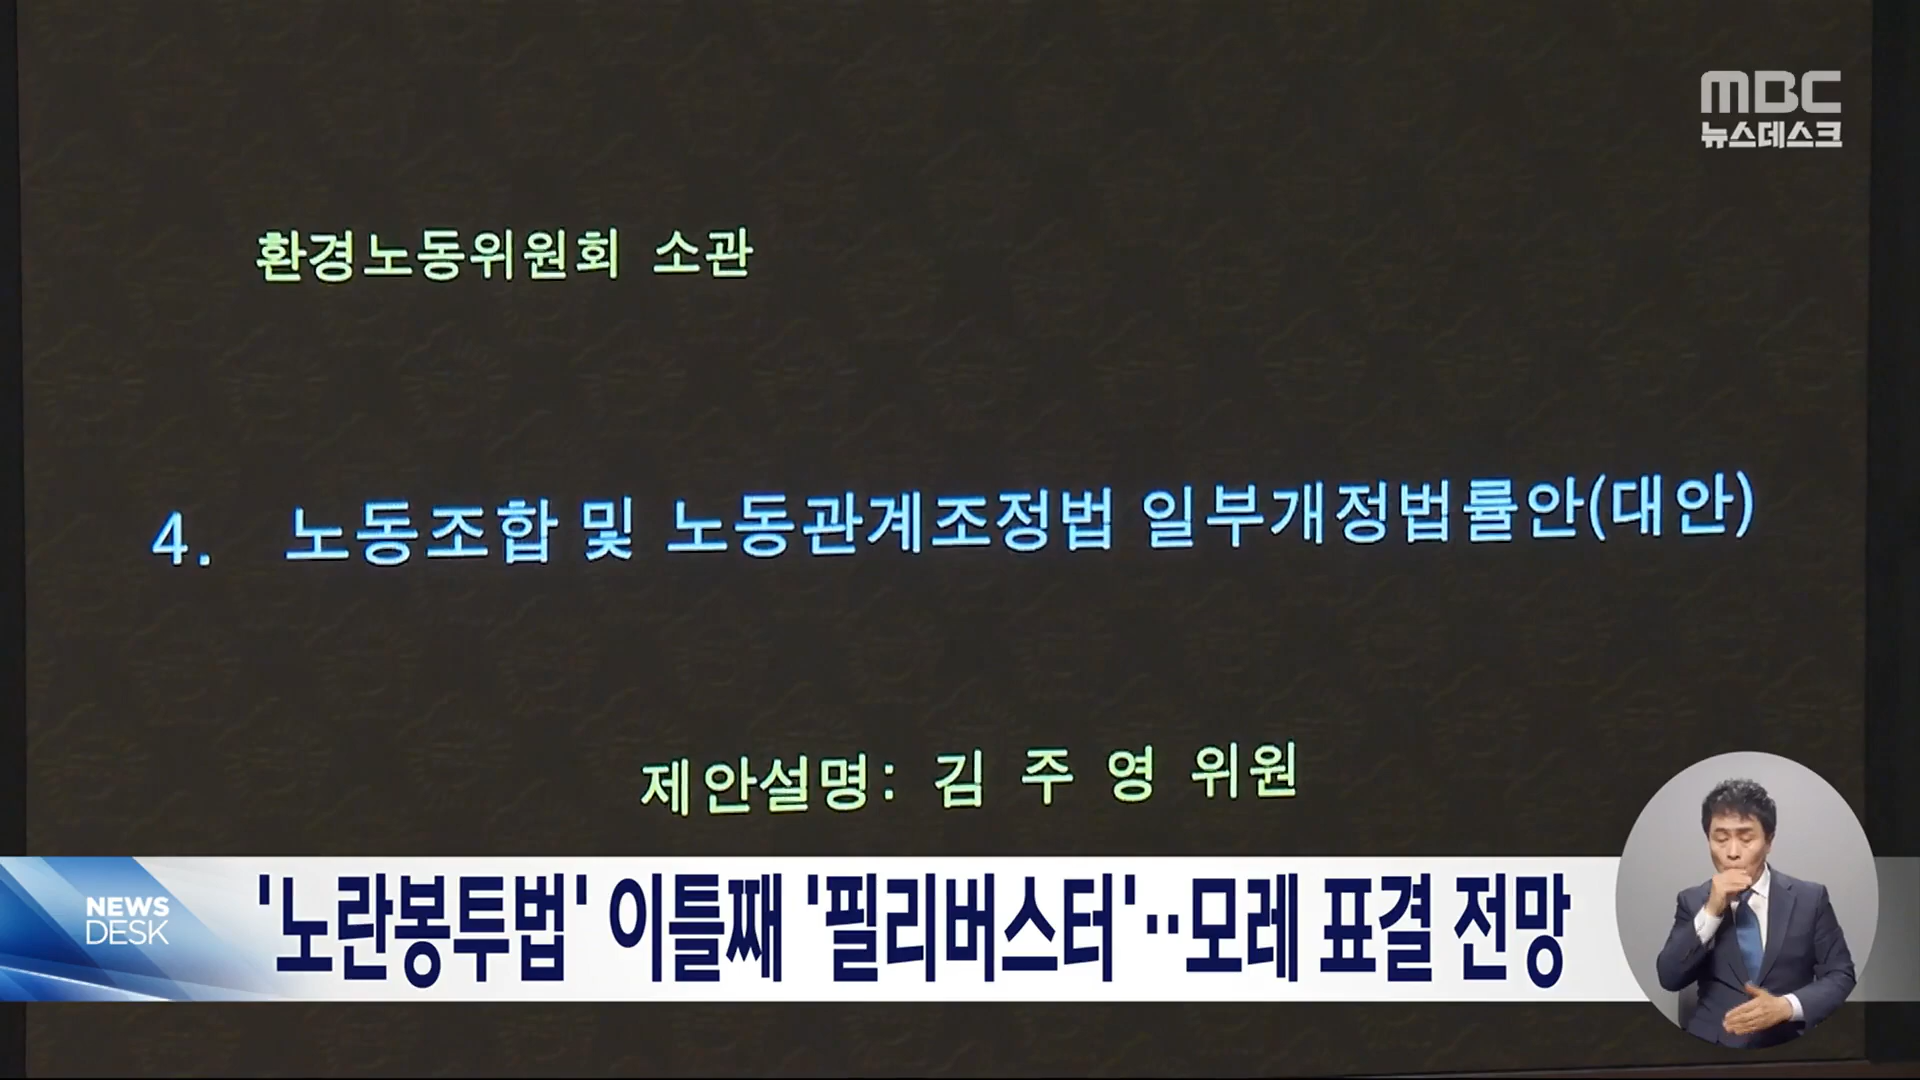 MBC
뉴스데스크
환경노동위원회 소관
4. 노동조합 및 노동관계조정법 일부개정법률안(대안)
제안설명: 김 주 영 위원
NEWS
DESK
'노란봉투법' 이틀째 '필리버스터'··모레 표결 전망